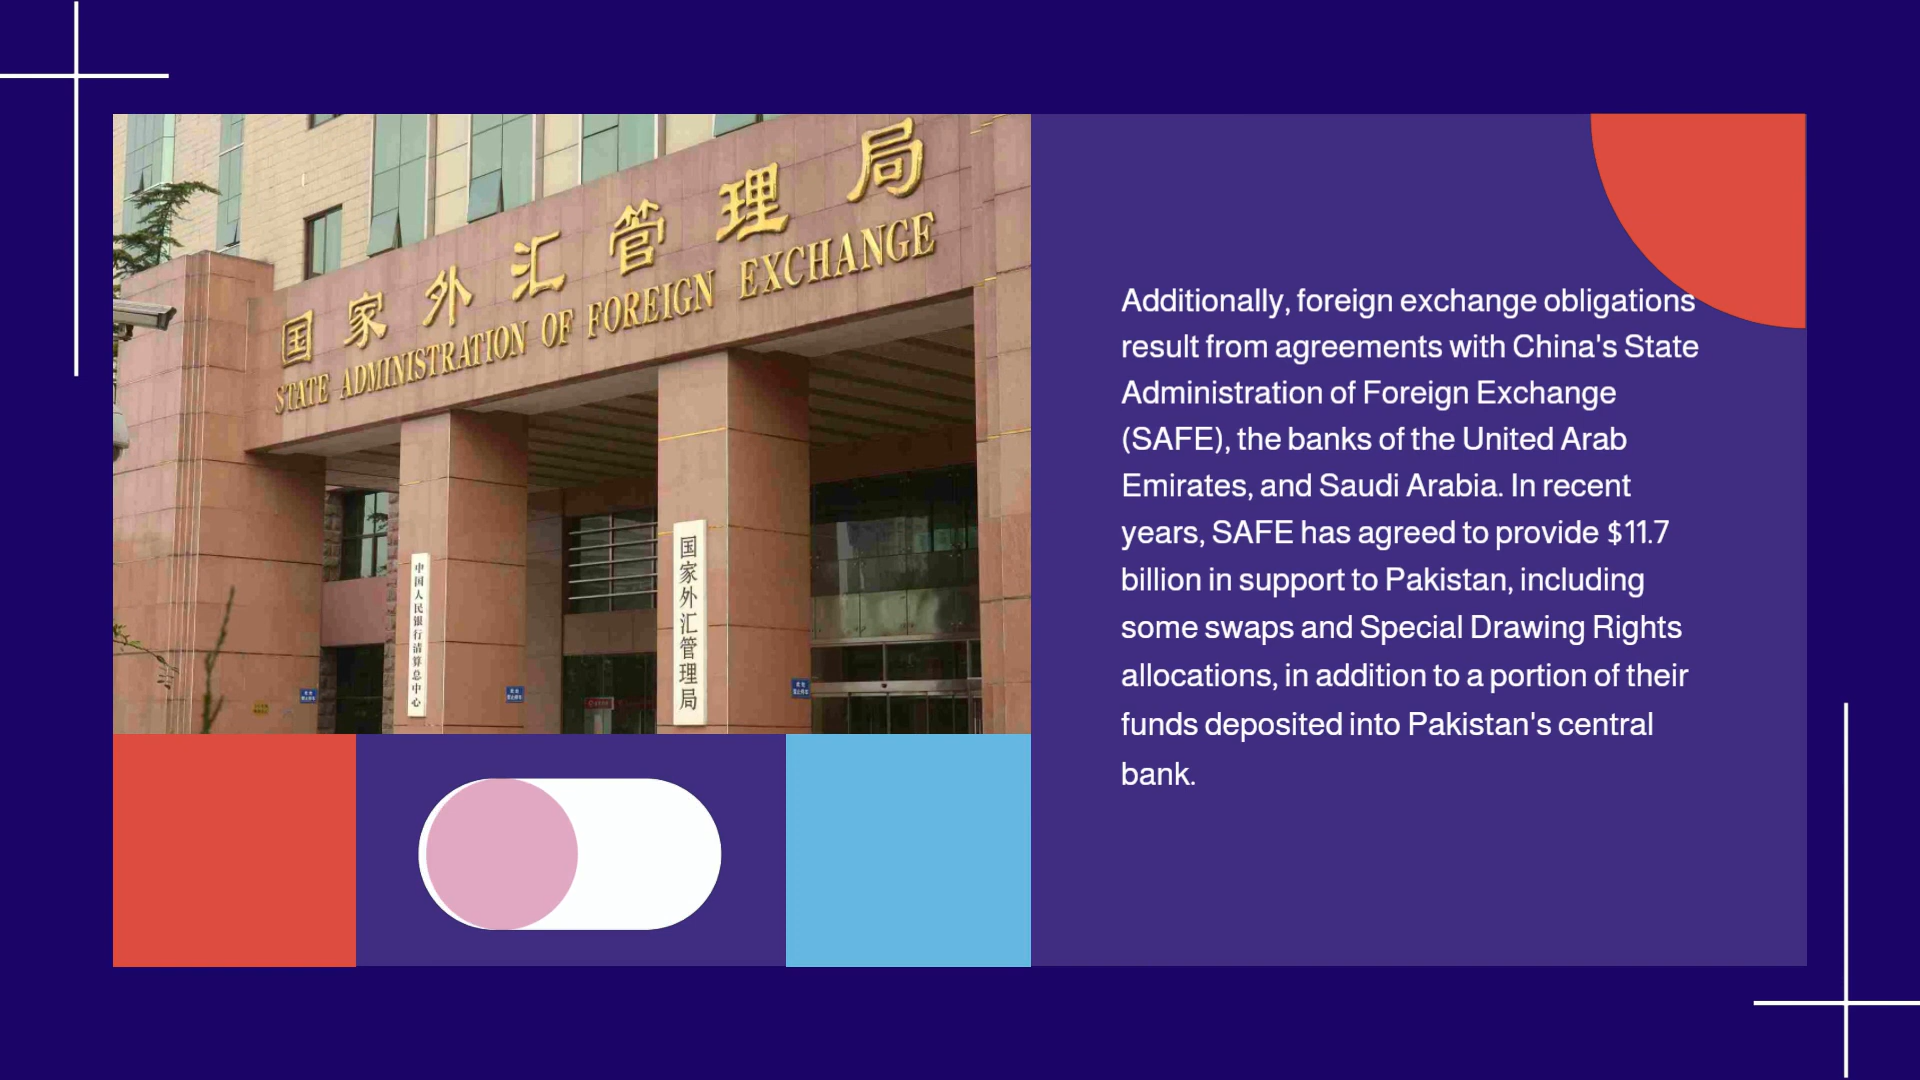 国家外汇管理局
STATE ADMINISTRATION OF FOREIGN EXCHANGE
中国人民银行清算总中心
国家外汇管理局
Additionally, foreign exchange obligations
result from agreements with China's State
Administration of Foreign Exchange
(SAFE), the banks of the United Arab
Emirates, and Saudi Arabia. In recent
years, SAFE has agreed to provide $11.7
billion in support to Pakistan, including
some swaps and Special Drawing Rights
allocations, in addition to a portion of their
funds deposited into Pakistan's central
bank.